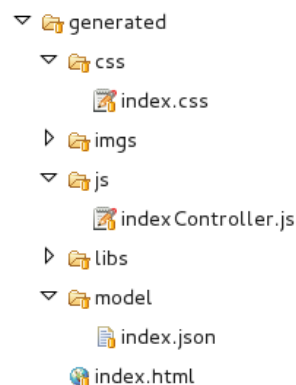 generated
css
index.css
imgs
js
indexController.js
libs
model
index.json
index.html